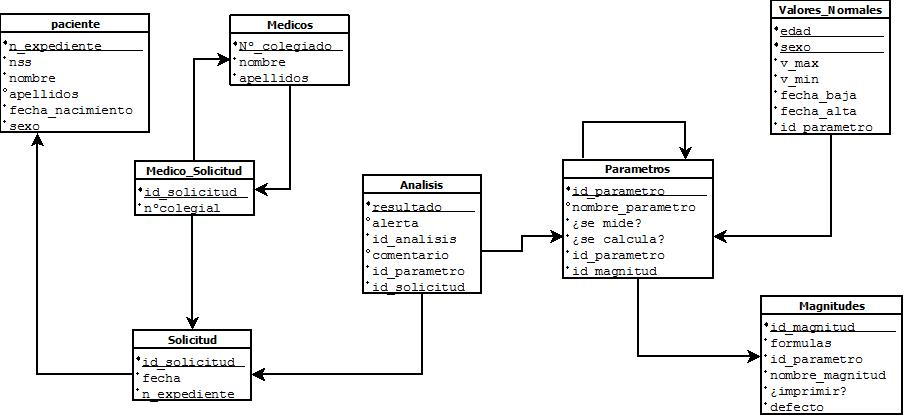 paciente
n_expediente
nss
nombre
apellidos
fecha_nacimiento
sexo
Medicos
Nº_colegiado
nombre
apellidos
Valores_Normales
edad
sexo
v_max
v_min
fecha_baja
fecha_alta
id_parametro
Medico_Solicitud
id_solicitud
nºcolegial
Analisis
resultado
alerta
id_analisis
comentario
id_parametro
id_solicitud
Parametros
id_parametro
nombre_parametro
¿se mide?
¿se calcula?
id_parametro
id_magnitud
Solicitud
id_solicitud
fecha
n_expediente
Magnitudes
id_magnitud
formulas
id_parametro
nombre_magnitud
¿imprimir?
defecto